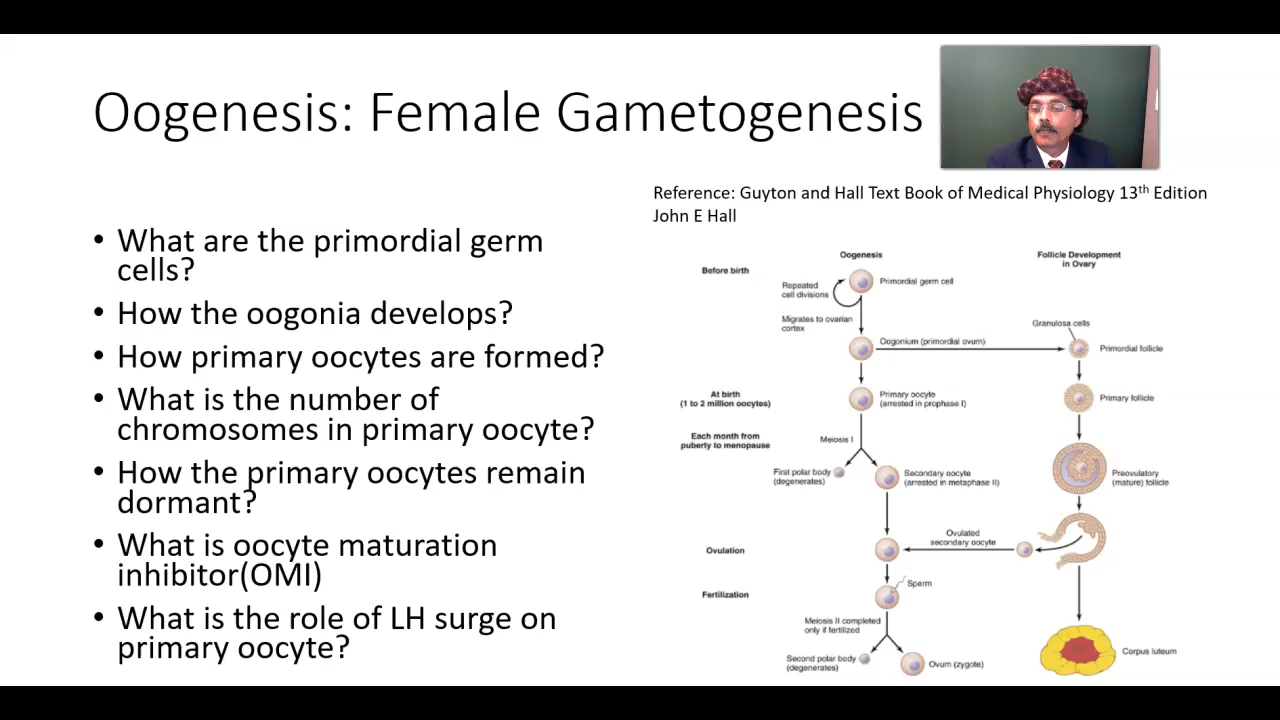 Oogenesis: Female Gametogenesis
Reference: Guyton and Hall Text Book of Medical Physiology 13th Edition
John E Hall
• What are the primordial germ
cells?
• How the oogonia develops?
• How primary oocytes are formed?
• What is the number of
chromosomes in primary oocyte?
• How the primary oocytes remain
dormant?
• What is oocyte maturation
inhibitor(OMI)
• What is the role of LH surge on
primary oocyte?
Oogenesis
Follicle Development
in Ovary
Before birth
Primordial germ cell
Repeated
cell divisions
Migrates to ovarian
cortex
Granulosa cells
Oogonium (primordial ovum)
Primordial follicle
At birth
(1 to 2 million oocytes)
Primary oocyte
(arrested in prophase I)
Primary follicle
Each month from
puberty to menopause
Meiosis I
First polar body
(degenerates)
Secondary oocyte
(arrested in metaphase II)
Preovulatory
(mature) follicle
Ovulation
Ovulated
secondary oocyte
Sperm
Fertilization
Meiosis II completed
only if fertilized
Second polar body
(degenerates)
Ovum (zygote)
Corpus luteum